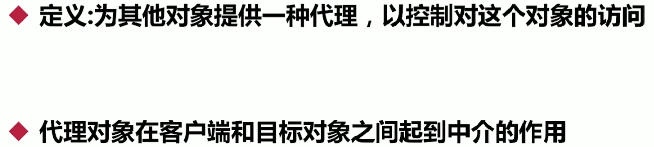 ◆ 定义:为其他对象提供一种代理，以控制对这个对象的访问
◆ 代理对象在客户端和目标对象之间起到中介的作用